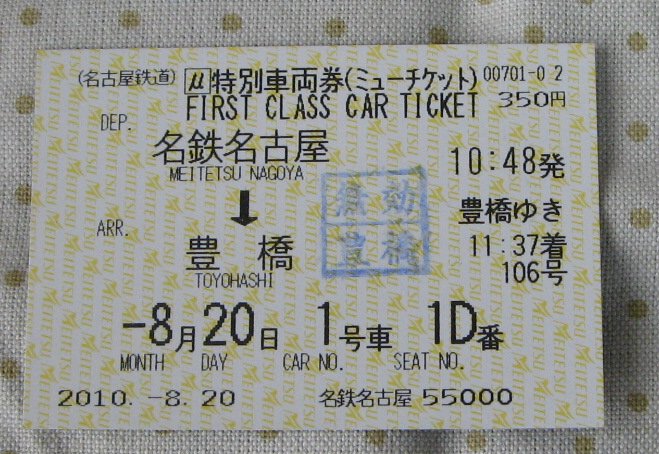 (名古屋鉄道) μ特別車両券(ミューチケット) 00701-02
FIRST CLASS CAR TICKET 350円
DEP.
名鉄名古屋 10:48発
MEITETSU NAGOYA
無効
豊橋
豊橋ゆき
ARR.
豊橋 11:37着
TOYOHASHI 106号
-8月20日 1号車 1D番
MONTH DAY CAR NO. SEAT NO.
2010.-8.20 名鉄名古屋 55000